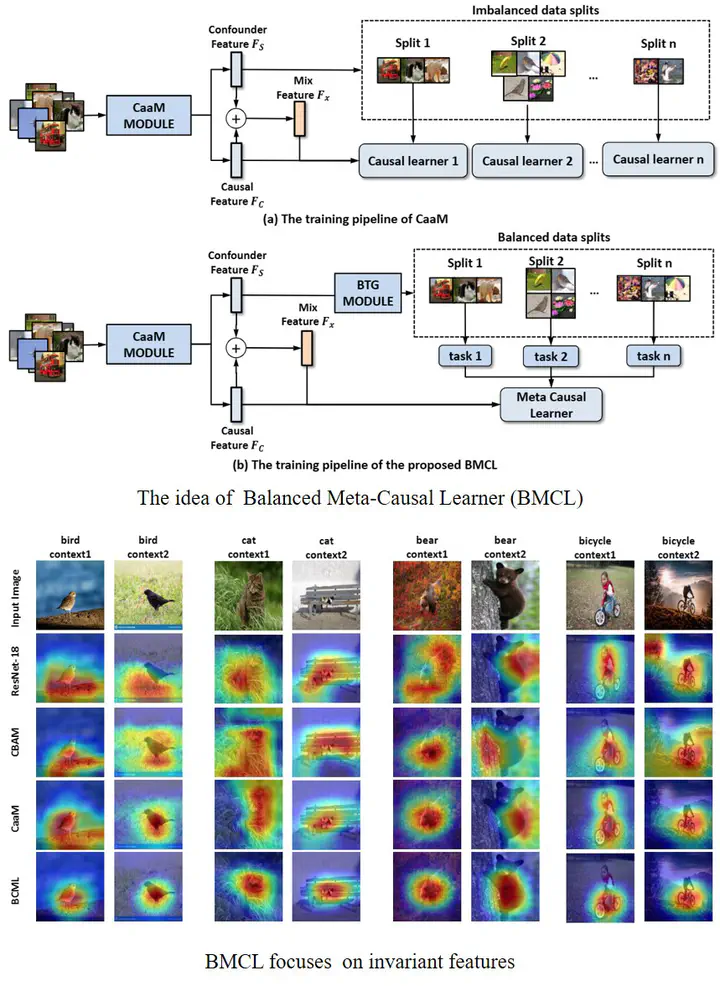 Imbalanced data splits
Confounder
Feature F_S
Split 1
Split 2
Split n
Mix
Feature F_x
...
CaaM
MODULE
+
Causal learner 1
Causal learner 2
...
Causal learner n
Causal
Feature F_C
(a) The training pipeline of CaaM
Balanced data splits
Confounder
Feature F_S
BTG
MODULE
Split 1
Split 2
Split n
Mix
Feature F_x
...
CaaM
MODULE
+
task 1
task 2
task n
Meta Causal
Learner
Causal
Feature F_C
(b) The training pipeline of the proposed BMCL
The idea of Balanced Meta-Causal Learner (BMCL)
bird
context1
bird
context2
cat
context1
cat
context2
bear
context1
bear
context2
bicycle
context1
bicycle
context2
Input Image
ResNet-18
CBAM
CaaM
BCML
BMCL focuses on invariant features